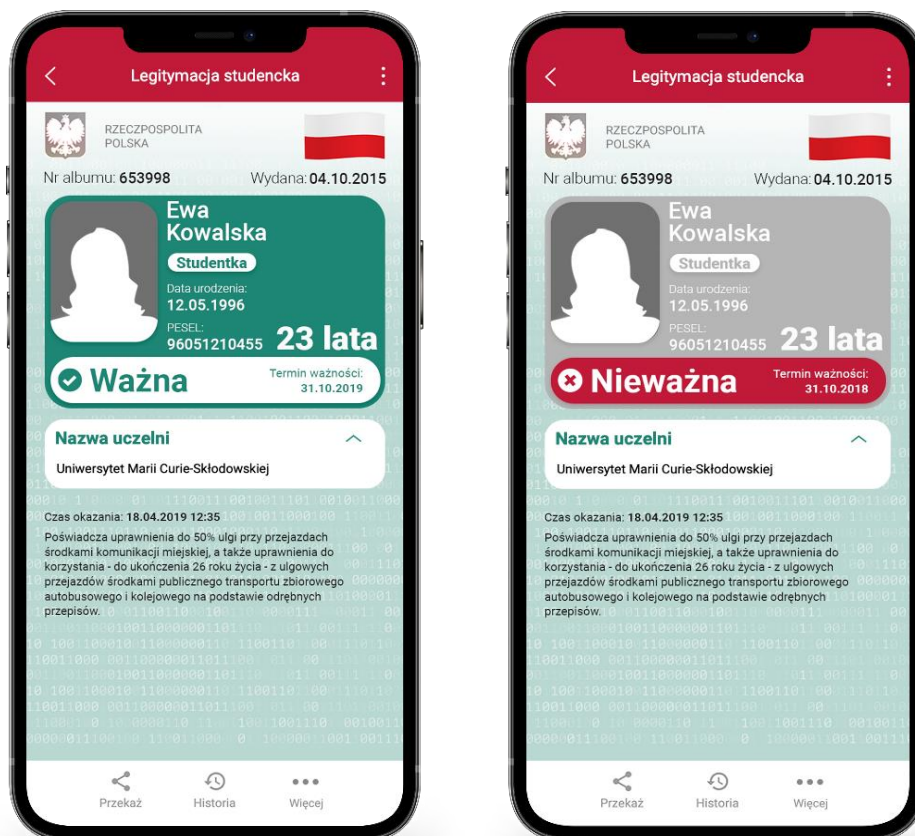 Legitymacja studencka
RZECZPOSPOLITA
POLSKA
Nr albumu: 653998 Wydana: 04.10.2015
Ewa
Kowalska
Studentka
Data urodzenia:
12.05.1996
PESEL:
96051210455 23 lata
Ważna
Termin ważności:
31.10.2019
Nazwa uczelni
Uniwersytet Marii Curie-Skłodowskiej
Czas okazania: 18.04.2019 12:35
Poświadcza uprawnienia do 50% ulgi przy przejazdach
środkami komunikacji miejskiej, a także uprawnienia do
korzystania - do ukończenia 26 roku życia - z ulgowych
przejazdów środkami publicznego transportu zbiorowego
autobusowego i kolejowego na podstawie odrębnych
przepisów.
Przekaż Historia Więcej
Legitymacja studencka
RZECZPOSPOLITA
POLSKA
Nr albumu: 653998 Wydana: 04.10.2015
Ewa
Kowalska
Studentka
Data urodzenia:
12.05.1996
PESEL:
96051210455 23 lata
Nieważna
Termin ważności:
31.10.2018
Nazwa uczelni
Uniwersytet Marii Curie-Skłodowskiej
Czas okazania: 18.04.2019 12:35
Poświadcza uprawnienia do 50% ulgi przy przejazdach
środkami komunikacji miejskiej, a także uprawnienia do
korzystania - do ukończenia 26 roku życia - z ulgowych
przejazdów środkami publicznego transportu zbiorowego
autobusowego i kolejowego na podstawie odrębnych
przepisów.
Przekaż Historia Więcej